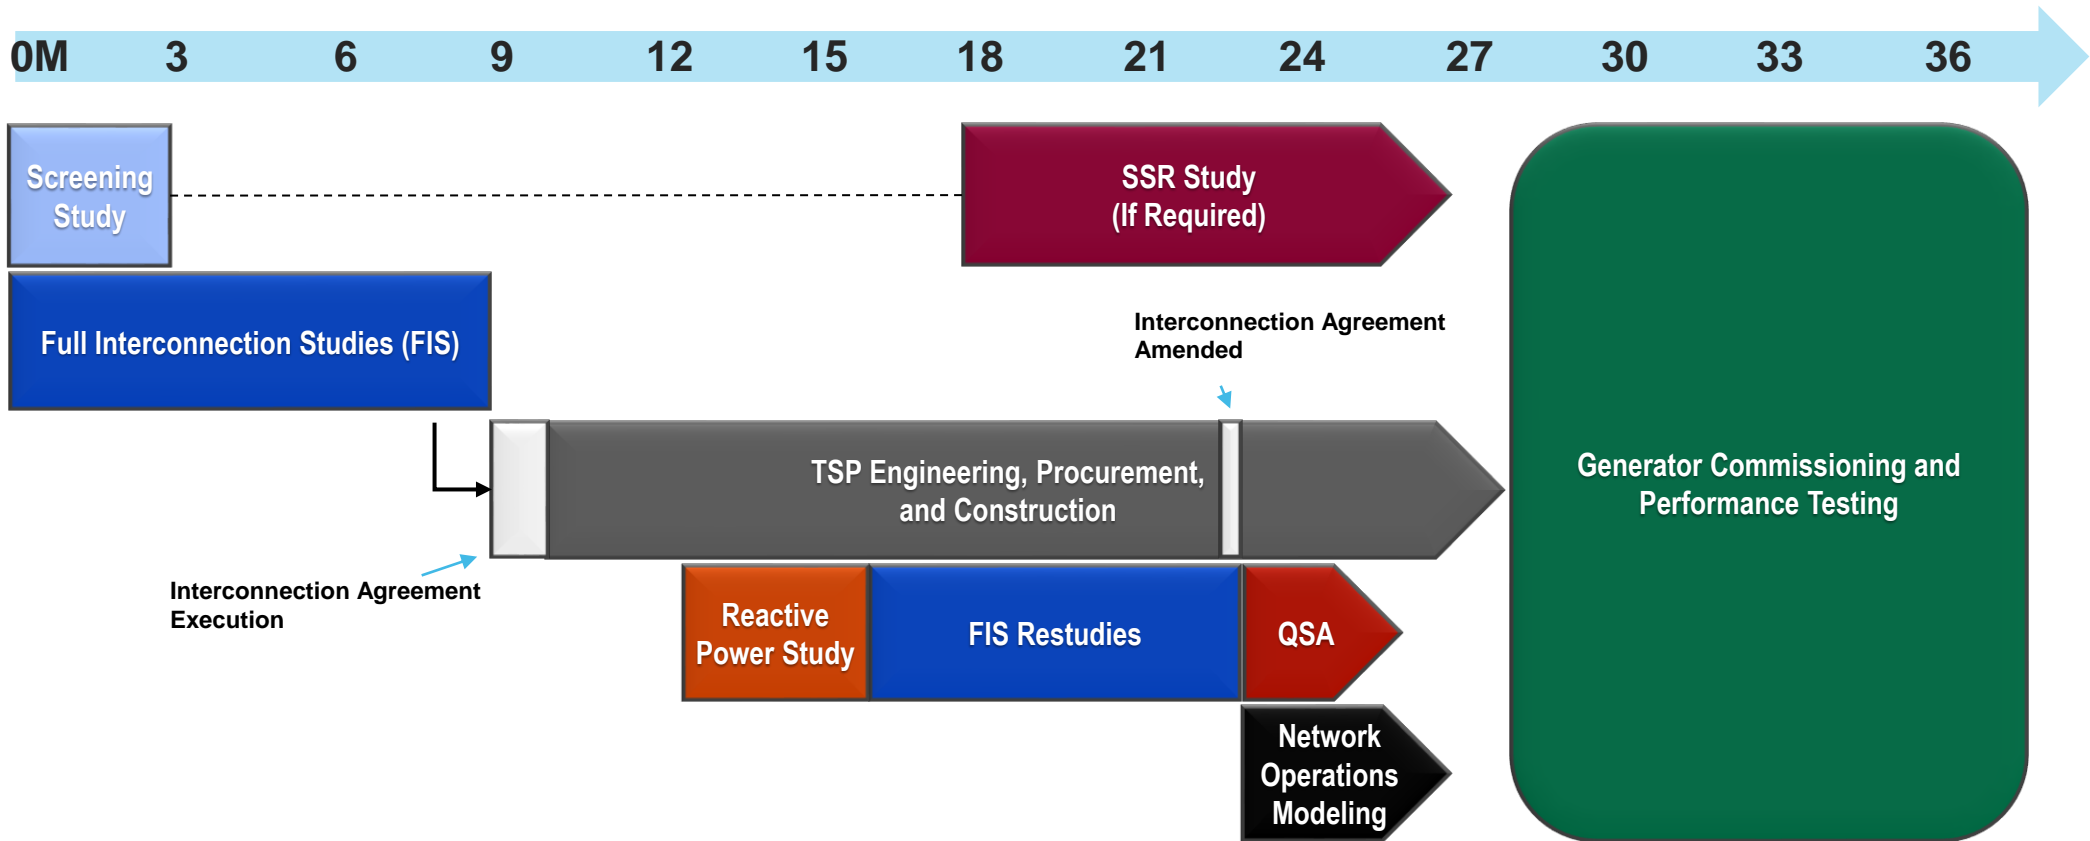 0M 3 6 9 12 15 18 21 24 27 30 33 36
Screening
Study
SSR Study
(If Required)
Full Interconnection Studies (FIS)
Interconnection Agreement
Amended
TSP Engineering, Procurement,
and Construction
Generator Commissioning and
Performance Testing
Interconnection Agreement
Execution
Reactive
Power Study
FIS Restudies
QSA
Network
Operations
Modeling